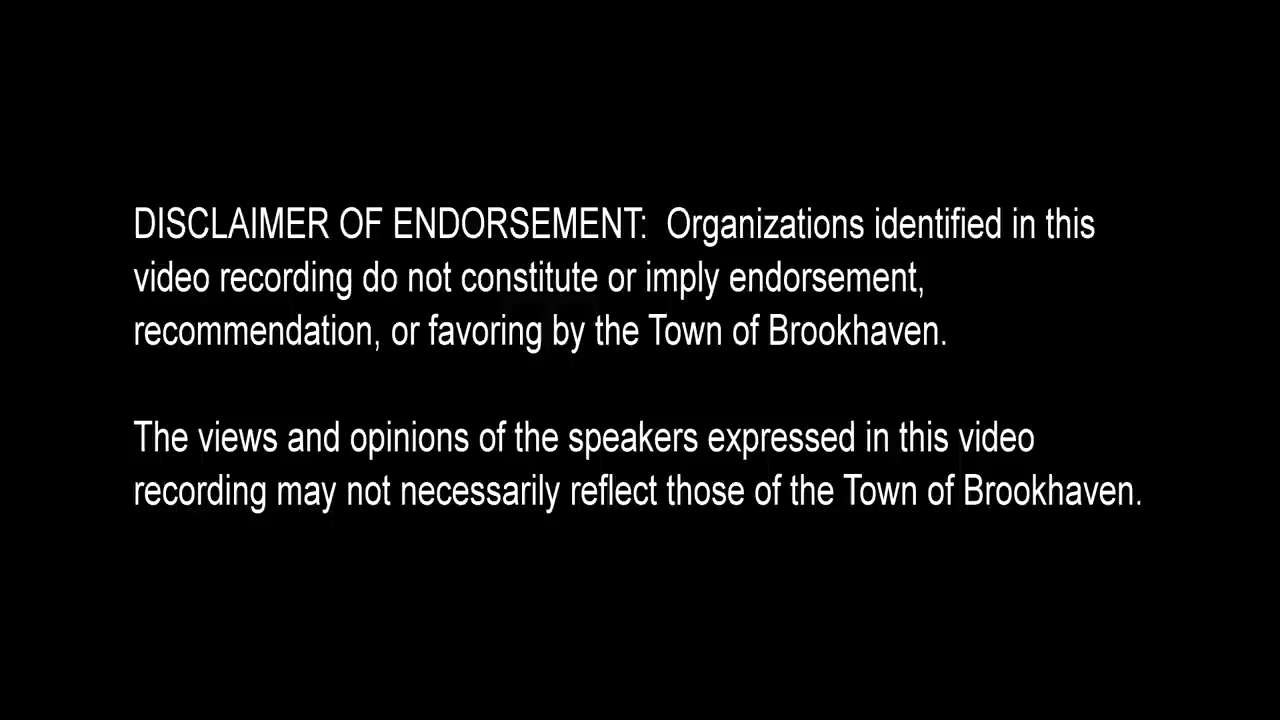 DISCLAIMER OF ENDORSEMENT:  Organizations identified in this
video recording do not constitute or imply endorsement,
recommendation, or favoring by the Town of Brookhaven.
The views and opinions of the speakers expressed in this video
recording may not necessarily reflect those of the Town of Brookhaven.